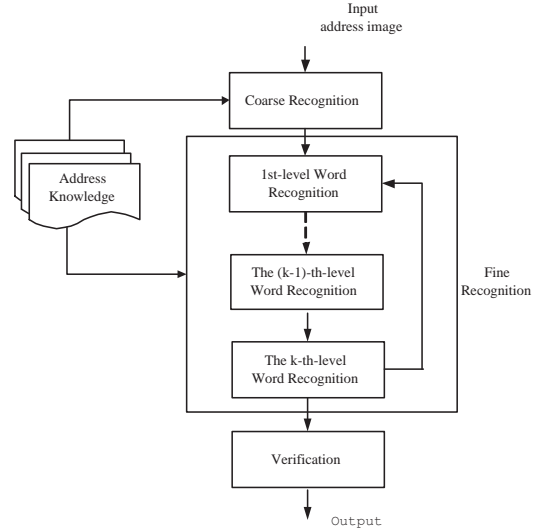 Input
address image
Coarse Recognition
Address
Knowledge
1st-level Word
Recognition
The (k-1)-th-level
Word Recognition
Fine
Recognition
The k-th-level
Word Recognition
Verification
Output